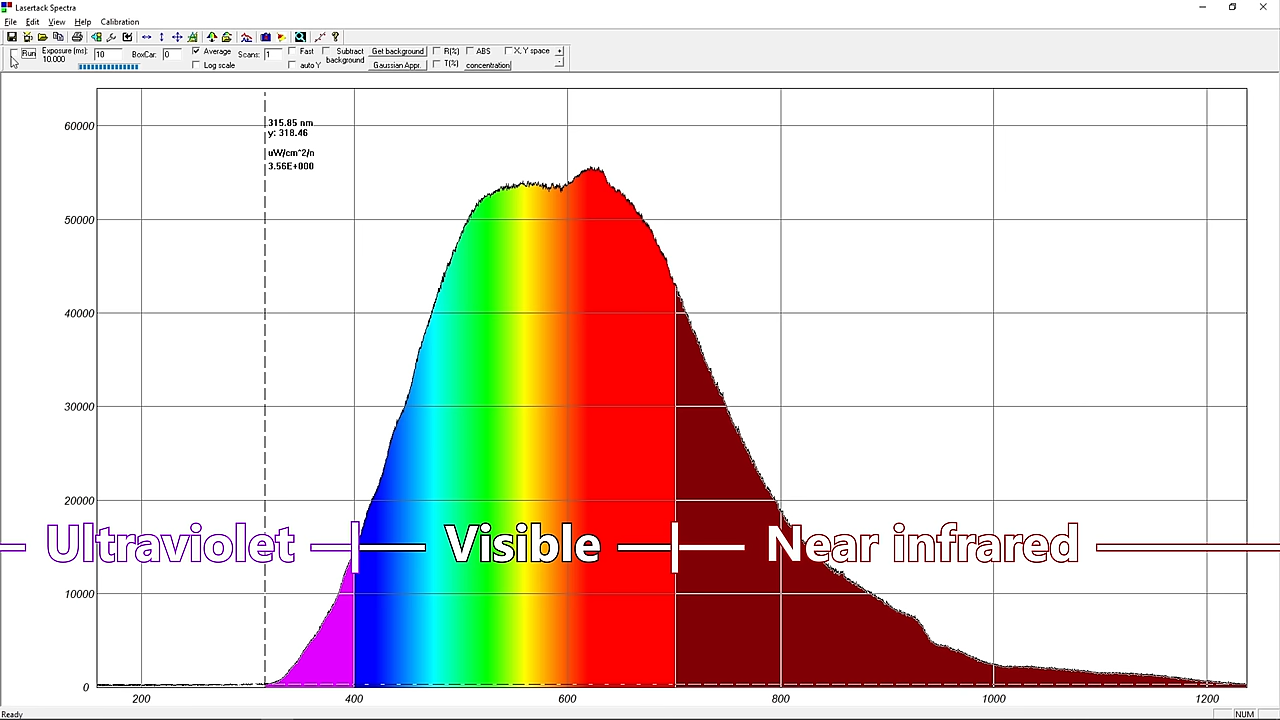 Lasertack Spectra
File Edit View Help Calibration
Run Exposure (ms): 10 BoxCar: 0 Average Scans: 1 Fast Subtract background Get background R(%) ABS X, Y space +
10.000 Log scale auto Y Gaussian Appr. T(%) concentration -
315.85 nm
y: 318.46
uW/cm^2/n
3.56E+000
60000
50000
40000
30000
20000
Ultraviolet Visible Near infrared
10000
0
200 400 600 800 1000 1200
Ready NUM